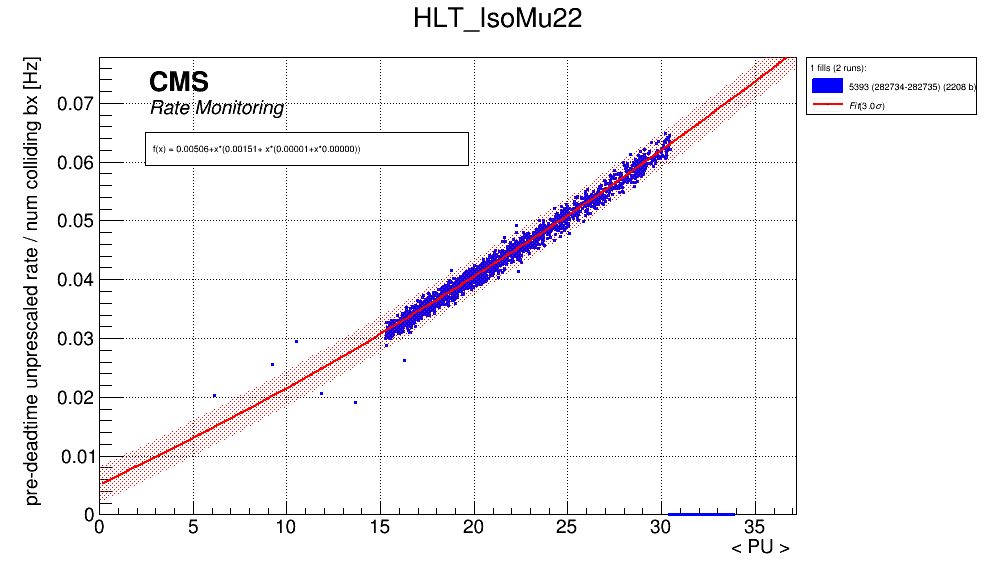 HLT_IsoMu22
pre-deadtime unprescaled rate / num colliding bx [Hz]
CMS
Rate Monitoring
f(x) = 0.00506+x*(0.00151+ x*(0.00001+x*0.00000))
1 fills (2 runs):
5393 (282734-282735) (2208 b)
Fit(3.0σ)
0.07
0.06
0.05
0.04
0.03
0.02
0.01
0
0 5 10 15 20 25 30 35
< PU >